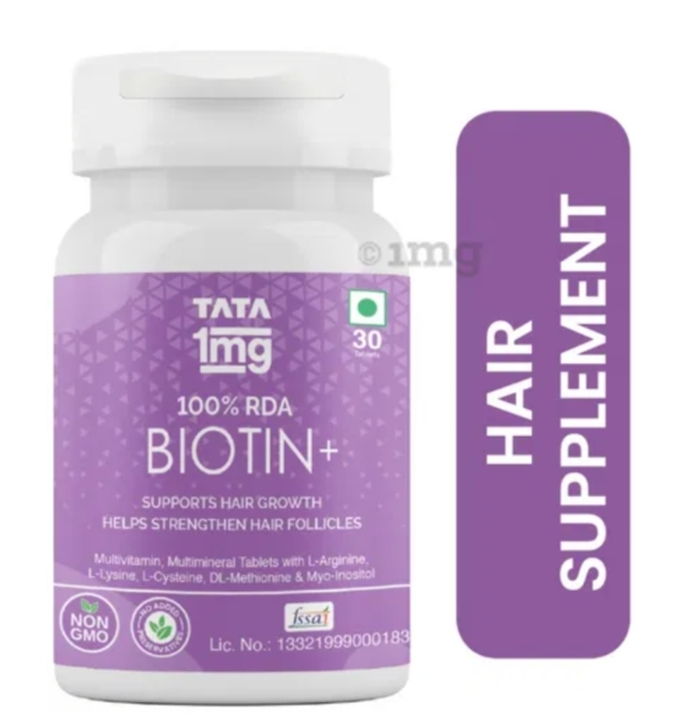 ©1mg
TATA
1mg
30
Tablets
100% RDA
BIOTIN+
SUPPORTS HAIR GROWTH
HELPS STRENGTHEN HAIR FOLLICLES
Multivitamin, Multimineral Tablets with L-Arginine,
L-Lysine, L-Cysteine, DL-Methionine & Myo-Inositol
NON
GMO
NO ADDED
PRESERVATIVES
fssai
Lic. No.: 13321999000183
HAIR
SUPPLEMENT